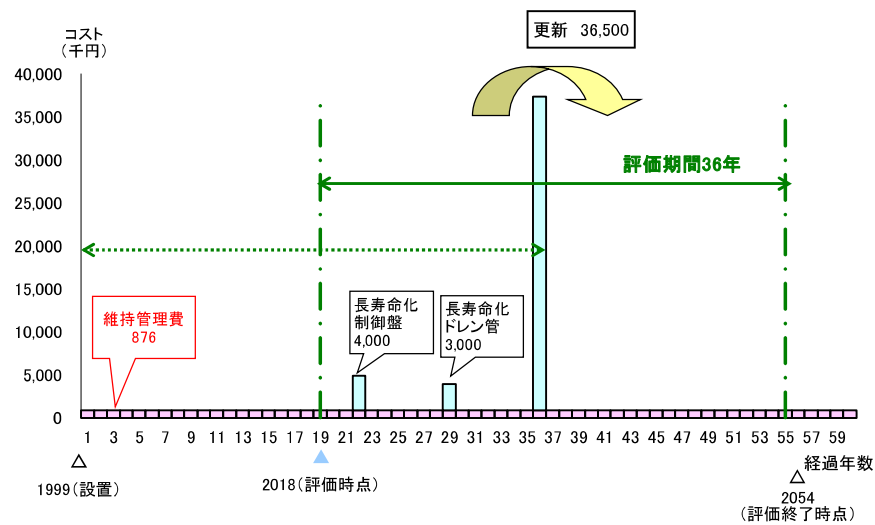 更新 36,500
コスト
（千円）
40,000
35,000
30,000
25,000
20,000
15,000
10,000
5,000
0
評価期間36年
維持管理費
876
長寿命化
制御盤
4,000
長寿命化
ドレン管
3,000
1 3 5 7 9 11 13 15 17 19 21 23 25 27 29 31 33 35 37 39 41 43 45 47 49 51 53 55 57 59
経過年数
1999（設置）
2018（評価時点）
2054
（評価終了時点）